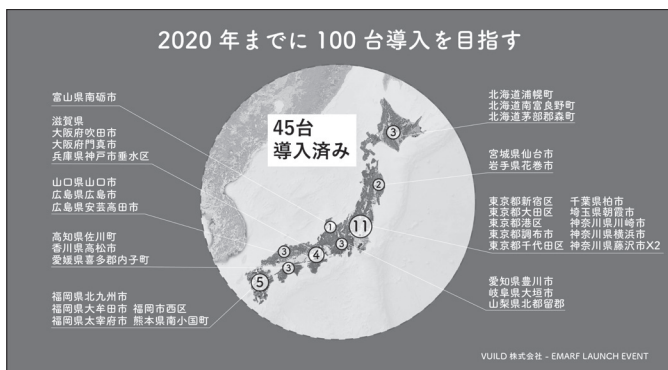 2020年までに100台導入を目指す
富山県南砺市
滋賀県
大阪府吹田市
大阪府門真市
兵庫県神戸市垂水区
山口県山口市
広島県広島市
広島県安芸高田市
高知県佐川町
香川県高松市
愛媛県喜多郡内子町
福岡県北九州市
福岡県大牟田市 福岡市西区
福岡県太宰府市 熊本県南小国町
45台
導入済み
3
2
1
11
3
3
4
3
5
北海道浦幌町
北海道南富良野町
北海道茅部郡森町
宮城県仙台市
岩手県花巻市
東京都新宿区 千葉県柏市
東京都大田区 埼玉県朝霞市
東京都港区 神奈川県川崎市
東京都調布市 神奈川県横浜市
東京都千代田区 神奈川県藤沢市X2
愛知県豊川市
岐阜県大垣市
山梨県北都留郡
VUILD 株式会社 - EMARF LAUNCH EVENT